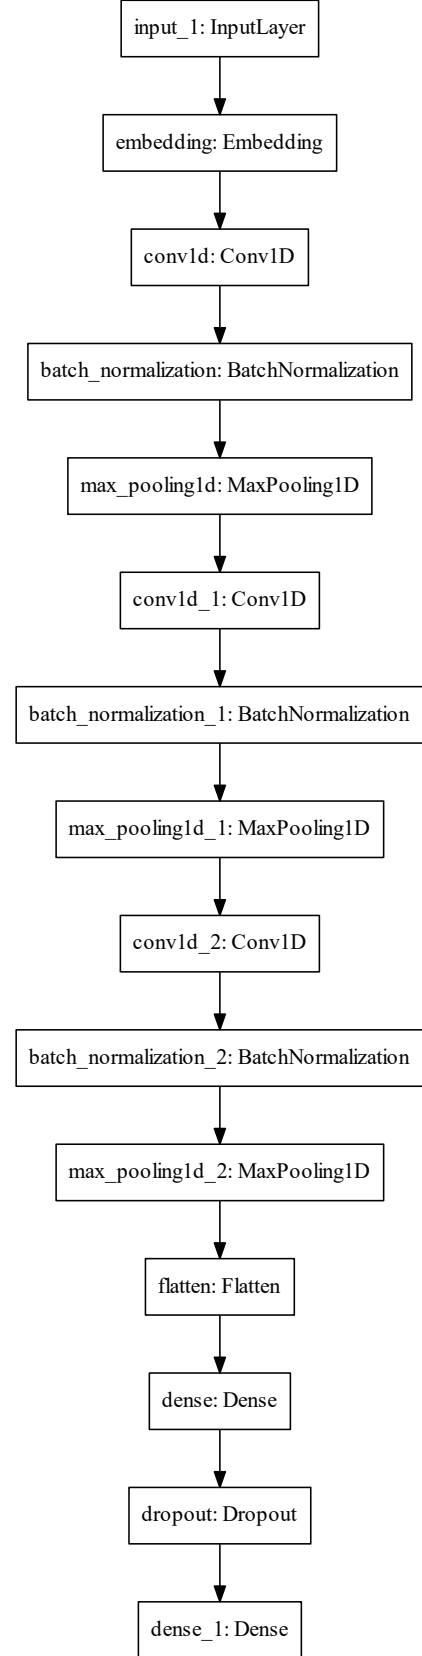 input_1: InputLayer
embedding: Embedding
conv1d: Conv1D
batch_normalization: BatchNormalization
max_pooling1d: MaxPooling1D
conv1d_1: Conv1D
batch_normalization_1: BatchNormalization
max_pooling1d_1: MaxPooling1D
conv1d_2: Conv1D
batch_normalization_2: BatchNormalization
max_pooling1d_2: MaxPooling1D
flatten: Flatten
dense: Dense
dropout: Dropout
dense_1: Dense